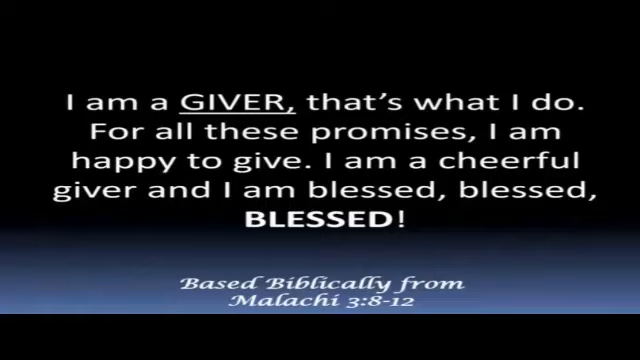 I am a GIVER, that's what I do.
For all these promises, I am
happy to give. I am a cheerful
giver and I am blessed, blessed,
BLESSED!
Based Biblically from
Malachi 3:8-12